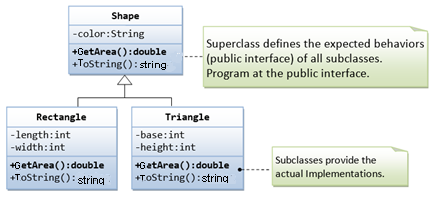 Shape
-color:String
+GetArea():double
+ToString():string
Superclass defines the expected behaviors
(public interface) of all subclasses.
Program at the public interface.
Rectangle
-length:int
-width:int
+GetArea():double
+ToString():string
Triangle
-base:int
-height:int
+GetArea():double
+ToString():string
Subclasses provide the
actual Implementations.